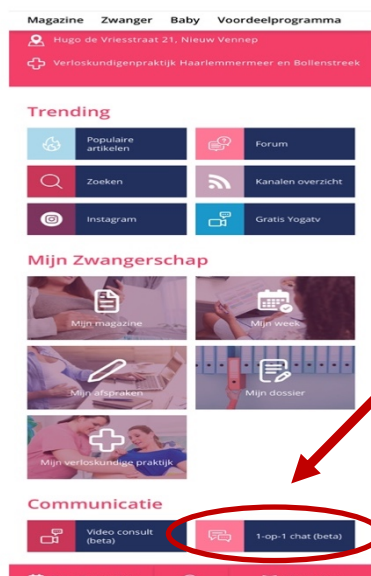 Magazine Zwanger Baby Voordeelprogramma
Hugo de Vriesstraat 21, Nieuw Vennep
Verloskundigenpraktijk Haarlemmermeer en Bollenstreek
Trending
Populaire
artikelen
Forum
Zoeken
Kanalen overzicht
Instagram
Gratis Yogatv
Mijn Zwangerschap
Mijn magazine
Mijn week
Mijn afspraken
Mijn dossier
Mijn verloskundige praktijk
Communicatie
Video consult
(beta)
1-op-1 chat (beta)